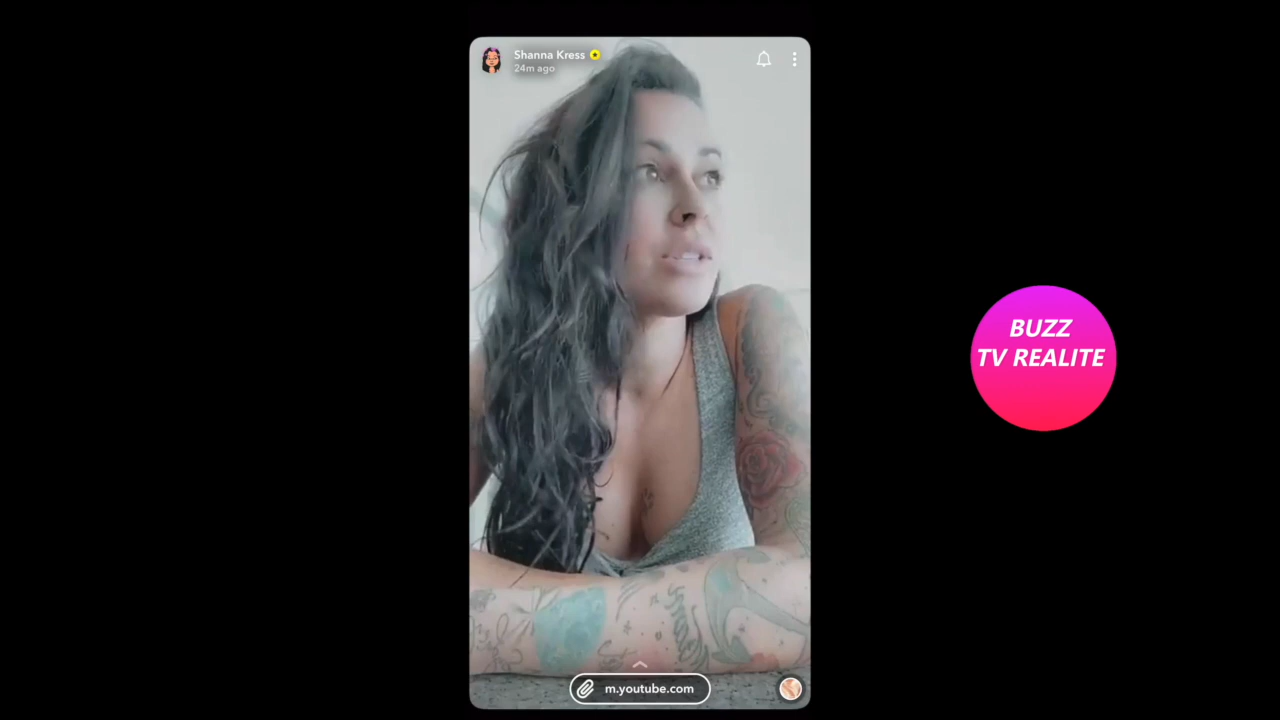 Shanna Kress
24m ago
BUZZ
TV REALITE
m.youtube.com